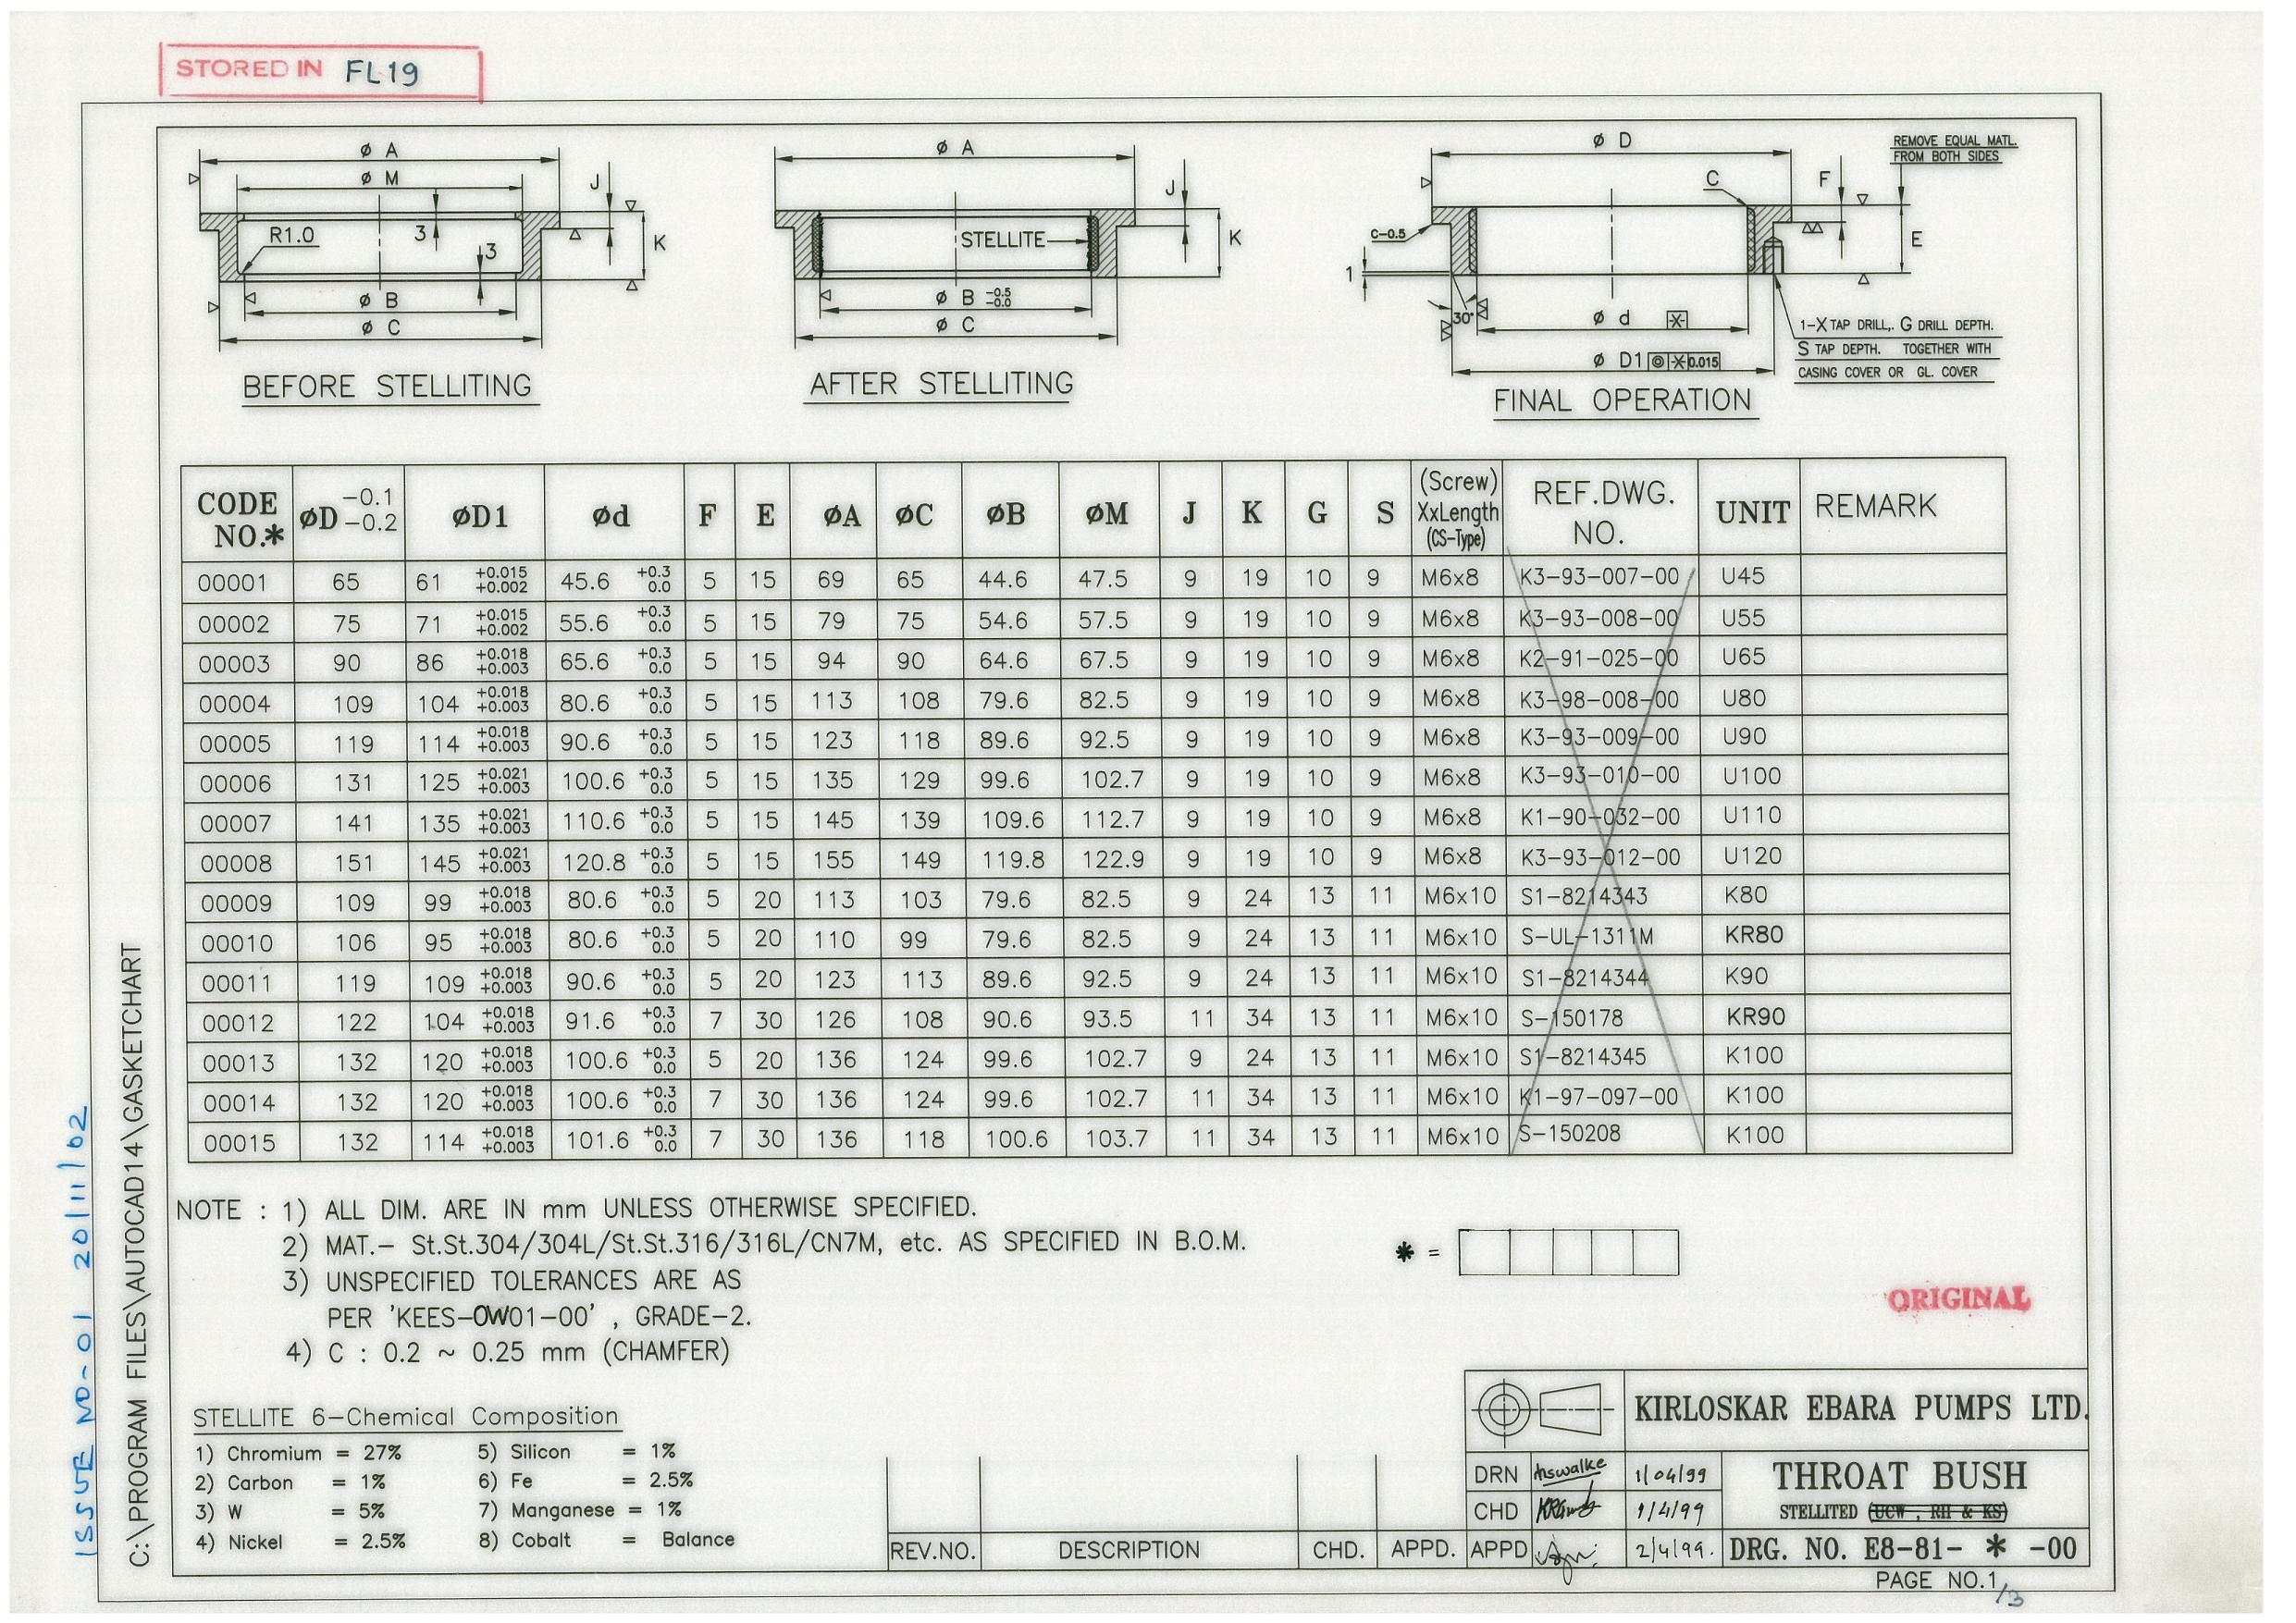 STORED IN FL19
ø A
ø M
J
3
R1.0
3
K
ø B
ø C
BEFORE STELLITING
ø A
J
STELLITE
K
ø B -0.5 -0.0
ø C
AFTER STELLITING
REMOVE EQUAL MATL.
FROM BOTH SIDES
ø D
C
F
C-0.5
E
1
30°
ø d X
ø D1 ◎ X 0.015
1-X TAP DRILL,. G DRILL DEPTH.
S TAP DEPTH. TOGETHER WITH
CASING COVER OR GL. COVER
FINAL OPERATION
CODE NO.* øD -0.1 -0.2 øD1 ød F E øA øC øB øM J K G S (Screw) XxLength (CS-Type) REF.DWG. NO. UNIT REMARK
00001 65 61 +0.015 +0.002 45.6 +0.3 0.0 5 15 69 65 44.6 47.5 9 19 10 9 M6x8 K3-93-007-00 U45
00002 75 71 +0.015 +0.002 55.6 +0.3 0.0 5 15 79 75 54.6 57.5 9 19 10 9 M6x8 K3-93-008-00 U55
00003 90 86 +0.018 +0.003 65.6 +0.3 0.0 5 15 94 90 64.6 67.5 9 19 10 9 M6x8 K2-91-025-00 U65
00004 109 104 +0.018 +0.003 80.6 +0.3 0.0 5 15 113 108 79.6 82.5 9 19 10 9 M6x8 K3-98-008-00 U80
00005 119 114 +0.018 +0.003 90.6 +0.3 0.0 5 15 123 118 89.6 92.5 9 19 10 9 M6x8 K3-93-009-00 U90
00006 131 125 +0.021 +0.003 100.6 +0.3 0.0 5 15 135 129 99.6 102.7 9 19 10 9 M6x8 K3-93-010-00 U100
00007 141 135 +0.021 +0.003 110.6 +0.3 0.0 5 15 145 139 109.6 112.7 9 19 10 9 M6x8 K1-90-032-00 U110
00008 151 145 +0.021 +0.003 120.8 +0.3 0.0 5 15 155 149 119.8 122.9 9 19 10 9 M6x8 K3-93-012-00 U120
00009 109 99 +0.018 +0.003 80.6 +0.3 0.0 5 20 113 103 79.6 82.5 9 24 13 11 M6x10 S1-8214343 K80
00010 106 95 +0.018 +0.003 80.6 +0.3 0.0 5 20 110 99 79.6 82.5 9 24 13 11 M6x10 S-UL-1311M KR80
00011 119 109 +0.018 +0.003 90.6 +0.3 0.0 5 20 123 113 89.6 92.5 9 24 13 11 M6x10 S1-8214344 K90
00012 122 104 +0.018 +0.003 91.6 +0.3 0.0 7 30 126 108 90.6 93.5 11 34 13 11 M6x10 S-150178 KR90
00013 132 120 +0.018 +0.003 100.6 +0.3 0.0 5 20 136 124 99.6 102.7 9 24 13 11 M6x10 S1-8214345 K100
00014 132 120 +0.018 +0.003 100.6 +0.3 0.0 7 30 136 124 99.6 102.7 11 34 13 11 M6x10 K1-97-097-00 K100
00015 132 114 +0.018 +0.003 101.6 +0.3 0.0 7 30 136 118 100.6 103.7 11 34 13 11 M6x10 S-150208 K100
NOTE : 1) ALL DIM. ARE IN mm UNLESS OTHERWISE SPECIFIED.
2) MAT.- St.St.304/304L/St.St.316/316L/CN7M, etc. AS SPECIFIED IN B.O.M.
3) UNSPECIFIED TOLERANCES ARE AS
PER 'KEES-0W01-00' , GRADE-2.
4) C : 0.2 ~ 0.25 mm (CHAMFER)
* =
ORIGINAL
STELLITE 6-Chemical Composition
1) Chromium = 27% 5) Silicon = 1%
2) Carbon = 1% 6) Fe = 2.5%
3) W = 5% 7) Manganese = 1%
4) Nickel = 2.5% 8) Cobalt = Balance
REV.NO. DESCRIPTION CHD. APPD.
KIRLOSKAR EBARA PUMPS LTD.
DRN 1/04/99
CHD 1/4/99
APPD 2/4/99.
THROAT BUSH
STELLITED (UCW , RH & KS)
DRG. NO. E8-81- * -00
PAGE NO.1/3
C:\PROGRAM FILES\AUTOCAD14\GASKETCHART
ISSUE NO-01 20/11/02